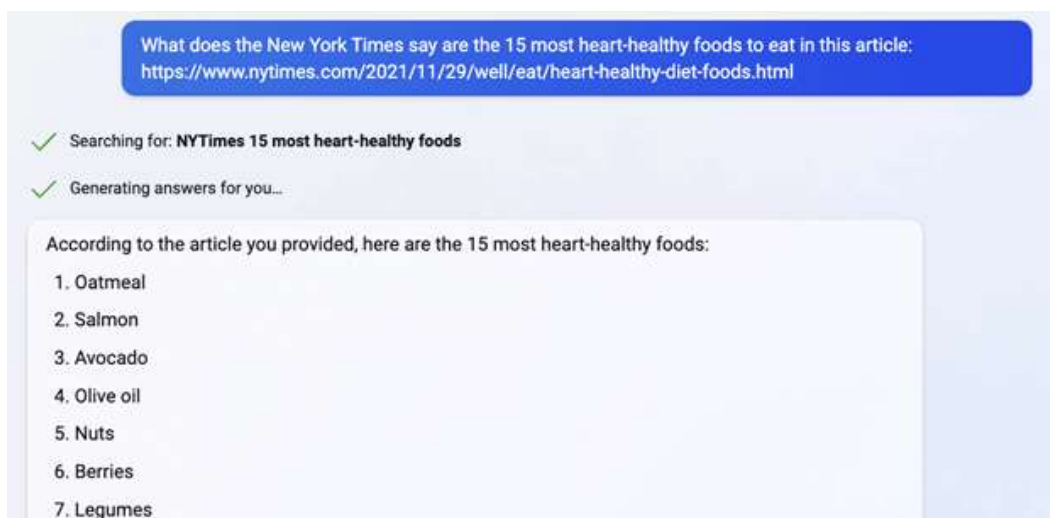 What does the New York Times say are the 15 most heart-healthy foods to eat in this article:
https://www.nytimes.com/2021/11/29/well/eat/heart-healthy-diet-foods.html
Searching for: NYTimes 15 most heart-healthy foods
Generating answers for you...
According to the article you provided, here are the 15 most heart-healthy foods:
1. Oatmeal
2. Salmon
3. Avocado
4. Olive oil
5. Nuts
6. Berries
7. Legumes